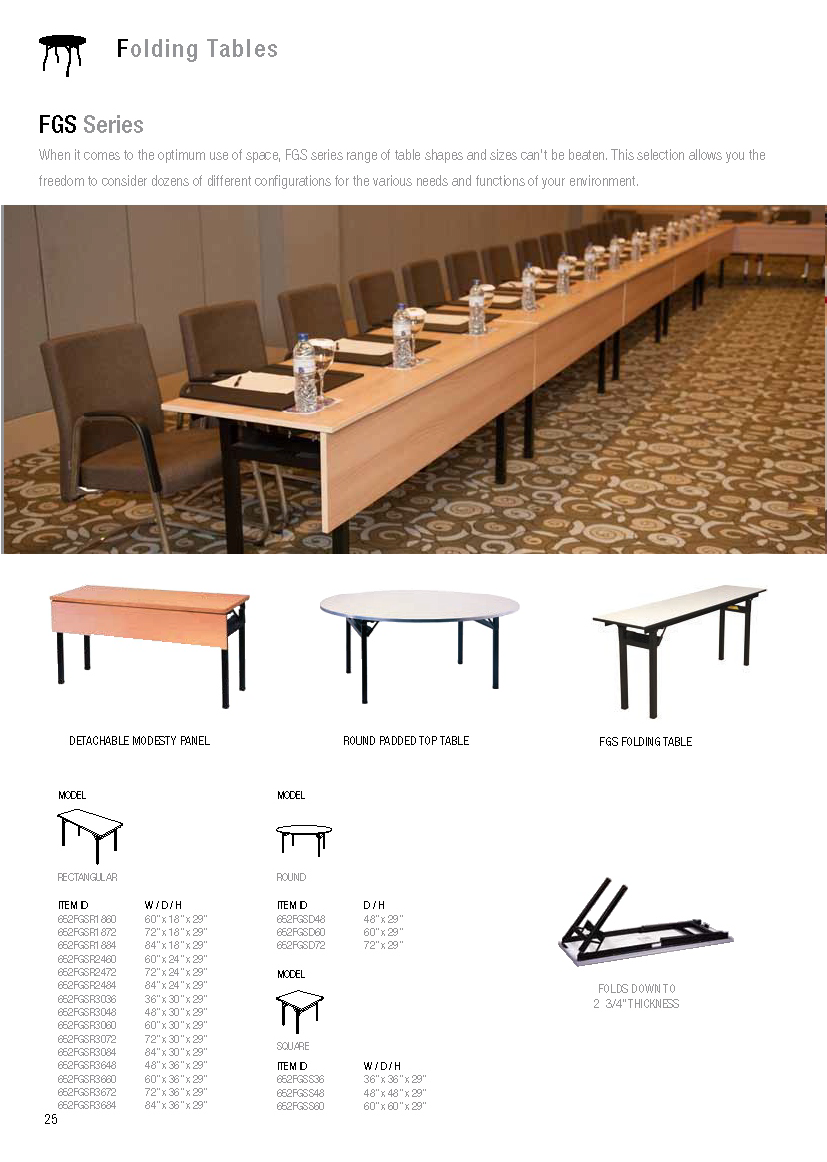 Folding Tables
FGS Series
When it comes to the optimum use of space, FGS series range of table shapes and sizes can't be beaten. This selection allows you the
freedom to consider dozens of different configurations for the various needs and functions of your environment.
DETACHABLE MODESTY PANEL
ROUND PADDED TOP TABLE
FGS FOLDING TABLE
MODEL
RECTANGULAR
ITEM ID W / D / H
652FGSR1860 60" x 18" x 29"
652FGSR1872 72" x 18" x 29"
652FGSR1884 84" x 18" x 29"
652FGSR2460 60" x 24" x 29"
652FGSR2472 72" x 24" x 29"
652FGSR2484 84" x 24" x 29"
652FGSR3036 36" x 30" x 29"
652FGSR3048 48" x 30" x 29"
652FGSR3060 60" x 30" x 29"
652FGSR3072 72" x 30" x 29"
652FGSR3084 84" x 30" x 29"
652FGSR3648 48" x 36" x 29"
652FGSR3660 60" x 36" x 29"
652FGSR3672 72" x 36" x 29"
652FGSR3684 84" x 36" x 29"
MODEL
ROUND
ITEM ID D / H
652FGSD48 48" x 29"
652FGSD60 60" x 29"
652FGSD72 72" x 29"
MODEL
SQUARE
ITEM ID W / D / H
652FGSS36 36" x 36" x 29"
652FGSS48 48" x 48" x 29"
652FGSS60 60" x 60" x 29"
FOLDS DOWN TO
2 3/4" THICKNESS
25